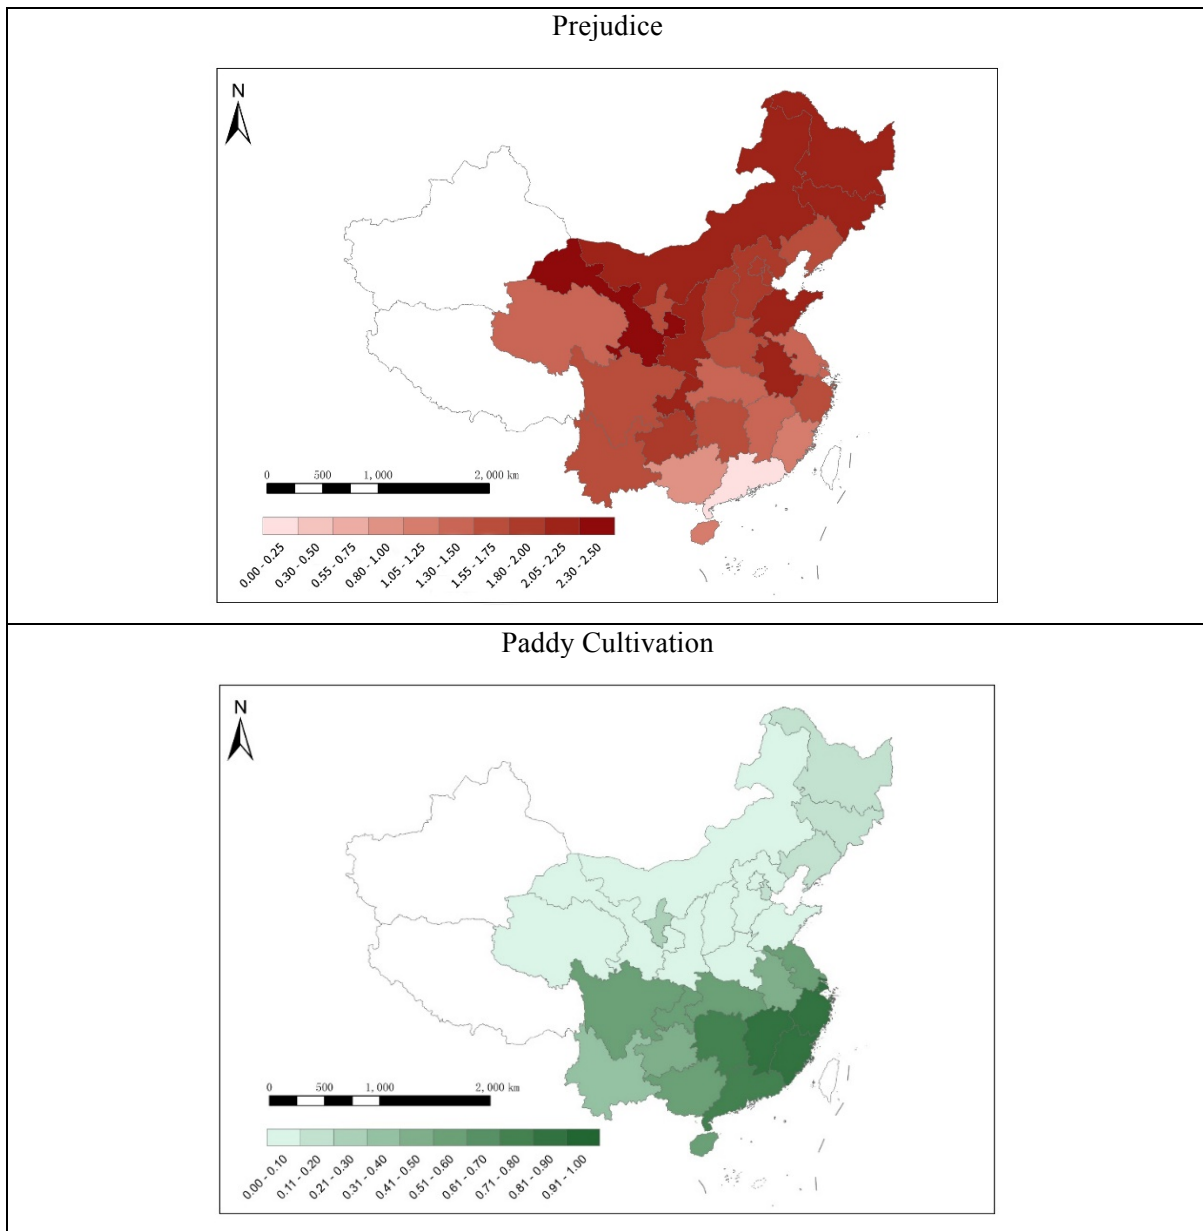 Prejudice
N
0 500 1,000 2,000 km
0.00 - 0.25
0.30 - 0.50
0.55 - 0.75
0.80 - 1.00
1.05 - 1.25
1.30 - 1.50
1.55 - 1.75
1.80 - 2.00
2.05 - 2.25
2.30 - 2.50
Paddy Cultivation
N
0 500 1,000 2,000 km
0.00 - 0.10
0.11 - 0.20
0.21 - 0.30
0.31 - 0.40
0.41 - 0.50
0.51 - 0.60
0.61 - 0.70
0.71 - 0.80
0.81 - 0.90
0.91 - 1.00